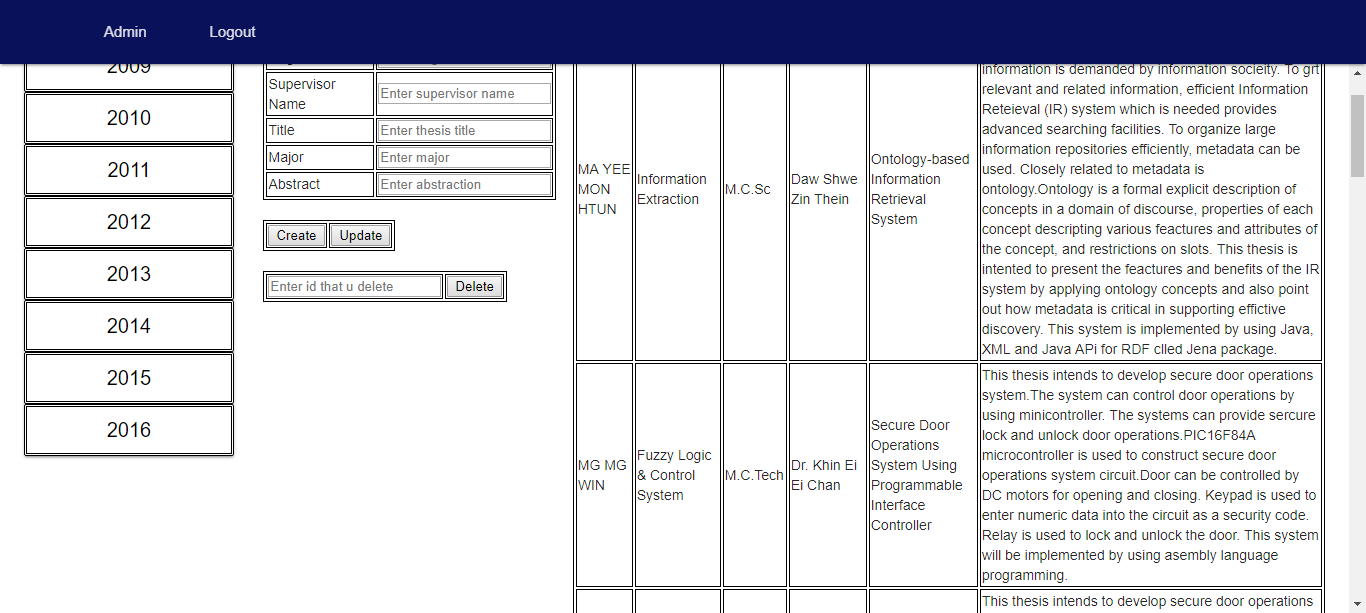 Admin Logout
2009
2010
2011
2012
2013
2014
2015
2016
Supervisor
Name
Enter supervisor name
Title
Enter thesis title
Major
Enter major
Abstract
Enter abstraction
Create Update
Enter id that u delete Delete
MA YEE
MON
HTUN
Information
Extraction
M.C.Sc
Daw Shwe
Zin Thein
Ontology-based
Information
Retrieval
System
information is demanded by information socielty. To grt
relevant and related information, efficient Information
Reteieval (IR) system which is needed provides
advanced searching facilities. To organize large
information repositories efficiently, metadata can be
used. Closely related to metadata is
ontology.Ontology is a formal explicit description of
concepts in a domain of discourse, properties of each
concept descripting various feactures and attributes of
the concept, and restrictions on slots. This thesis is
intented to present the feactures and benefits of the IR
system by applying ontology concepts and also point
out how metadata is critical in supporting effictive
discovery. This system is implemented by using Java,
XML and Java APi for RDF clled Jena package.
MG MG
WIN
Fuzzy Logic
& Control
System
M.C.Tech
Dr. Khin Ei
Ei Chan
Secure Door
Operations
System Using
Programmable
Interface
Controller
This thesis intends to develop secure door operations
system.The system can control door operations by
using minicontroller. The systems can provide sercure
lock and unlock door operations.PIC16F84A
microcontroller is used to construct secure door
operations system circuit.Door can be controlled by
DC motors for opening and closing. Keypad is used to
enter numeric data into the circuit as a security code.
Relay is used to lock and unlock the door. This system
will be implemented by using asembly language
programming.
This thesis intends to develop secure door operations